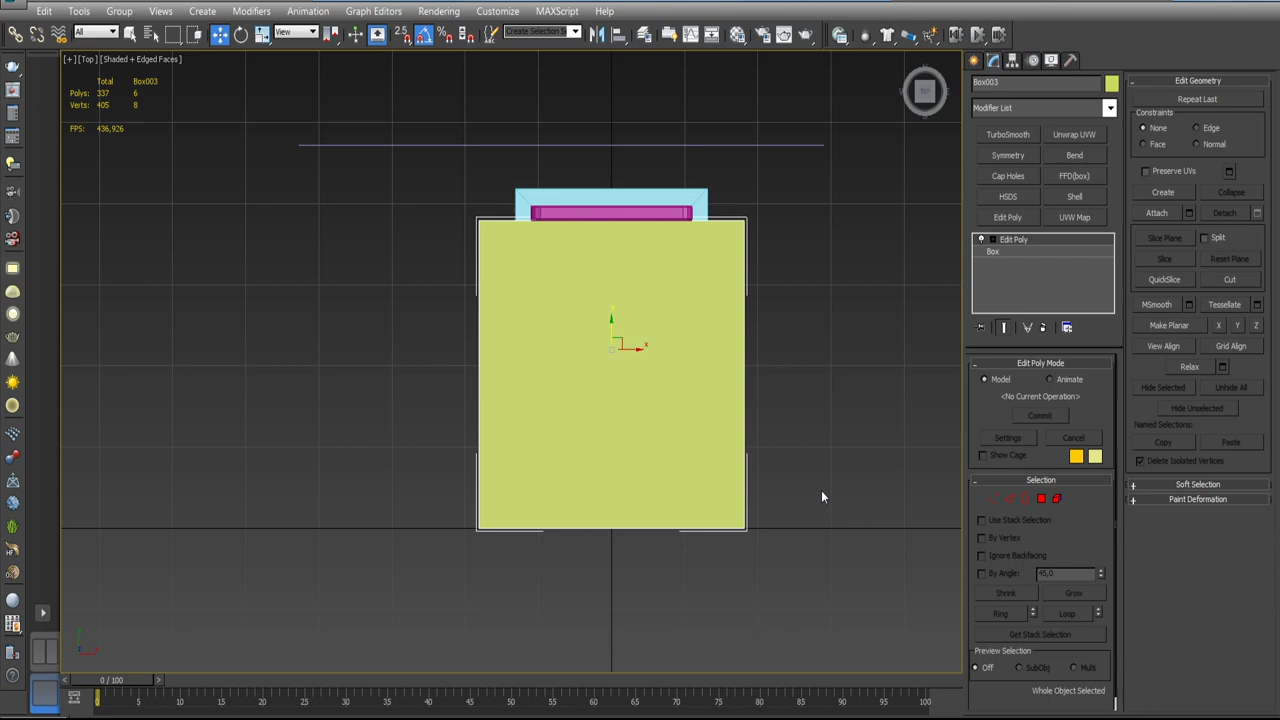 Edit Tools Group Views Create Modifiers Animation Graph Editors Rendering Customize MAXScript Help
All View 2.5 Create Selection Se
[+] [Top] [Shaded + Edged Faces]
Total Box003
Polys: 337 6
Verts: 405 8
FPS: 436,926
TOP
y
x
0 / 100
0 5 10 15 20 25 30 35 40 45 50 55 60 65 70 75 80 85 90 95 100
Box003
Modifier List
TurboSmooth Unwrap UVW
Symmetry Bend
Cap Holes FFD(box)
HSDS Shell
Edit Poly UVW Map
Edit Poly
Box
Edit Poly Mode
Model Animate
<No Current Operation>
Commit
Settings Cancel
Show Cage
Selection
Use Stack Selection
By Vertex
Ignore Backfacing
By Angle: 45,0
Shrink Grow
Ring Loop
Get Stack Selection
Preview Selection
Off SubObj Multi
Whole Object Selected
Edit Geometry
Repeat Last
Constraints
None Edge
Face Normal
Preserve UVs
Create Collapse
Attach Detach
Slice Plane Split
Slice Reset Plane
QuickSlice Cut
MSmooth Tessellate
Make Planar X Y Z
View Align Grid Align
Relax
Hide Selected Unhide All
Hide Unselected
Named Selections:
Copy Paste
Delete Isolated Vertices
Soft Selection
Paint Deformation